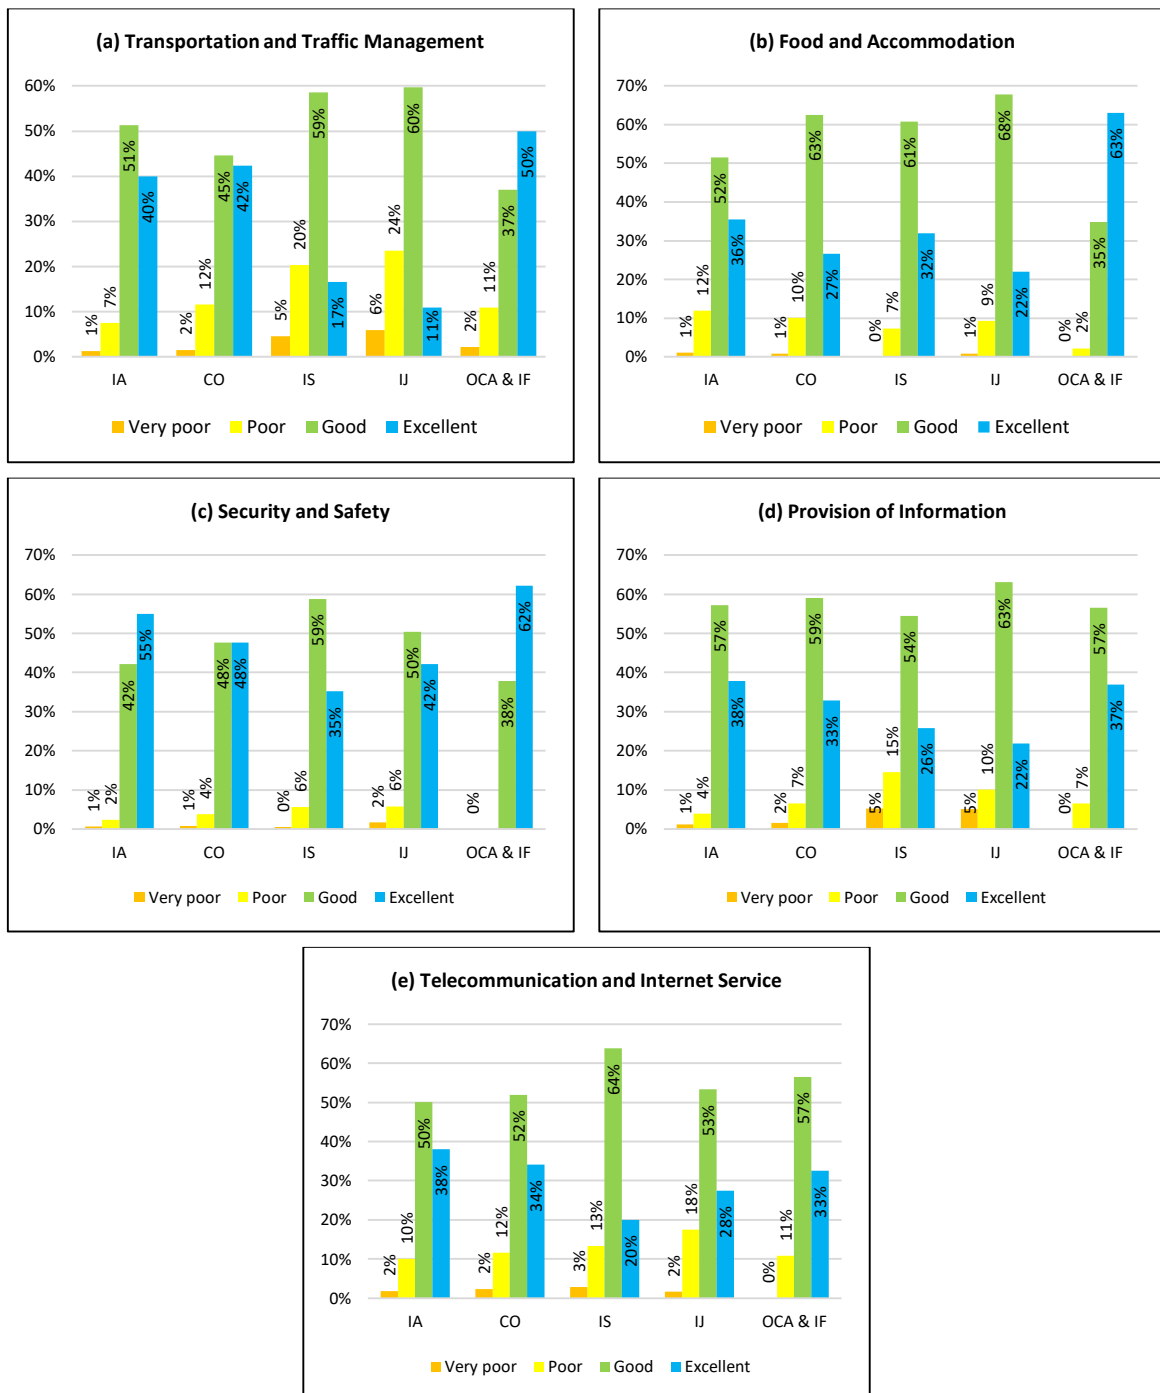 (a) Transportation and Traffic Management
60%
50%
40%
30%
20%
10%
0%
1% 7% 51% 40%
2% 12% 45% 42%
5% 20% 59% 17%
6% 24% 60% 11%
2% 11% 37% 50%
IA CO IS IJ OCA & IF
Very poor Poor Good Excellent
(b) Food and Accommodation
70%
60%
50%
40%
30%
20%
10%
0%
1% 12% 52% 36%
1% 10% 63% 27%
0% 7% 61% 32%
1% 9% 68% 22%
0% 2% 35% 63%
IA CO IS IJ OCA & IF
Very poor Poor Good Excellent
(c) Security and Safety
70%
60%
50%
40%
30%
20%
10%
0%
1% 2% 42% 55%
1% 4% 48% 48%
0% 6% 59% 35%
2% 6% 50% 42%
0% 38% 62%
IA CO IS IJ OCA & IF
Very poor Poor Good Excellent
(d) Provision of Information
70%
60%
50%
40%
30%
20%
10%
0%
1% 4% 57% 38%
2% 7% 59% 33%
5% 15% 54% 26%
5% 10% 63% 22%
0% 7% 57% 37%
IA CO IS IJ OCA & IF
Very poor Poor Good Excellent
(e) Telecommunication and Internet Service
70%
60%
50%
40%
30%
20%
10%
0%
2% 10% 50% 38%
2% 12% 52% 34%
3% 13% 64% 20%
2% 18% 53% 28%
0% 11% 57% 33%
IA CO IS IJ OCA & IF
Very poor Poor Good Excellent